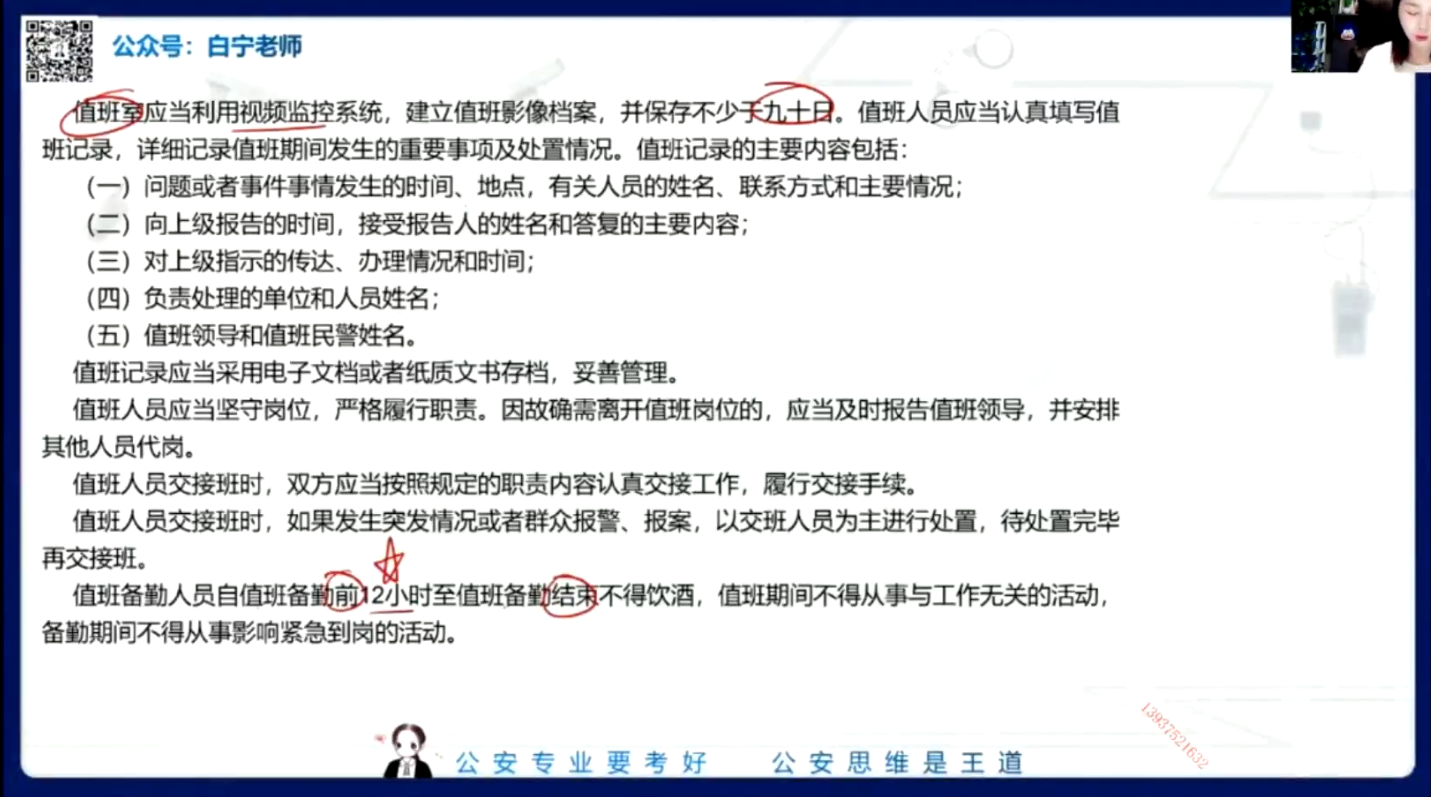 公众号：白宁老师
值班室应当利用视频监控系统，建立值班影像档案，并保存不少于九十日。值班人员应当认真填写值
班记录，详细记录值班期间发生的重要事项及处置情况。值班记录的主要内容包括：
（一）问题或者事件事情发生的时间、地点，有关人员的姓名、联系方式和主要情况；
（二）向上级报告的时间，接受报告人的姓名和答复的主要内容；
（三）对上级指示的传达、办理情况和时间；
（四）负责处理的单位和人员姓名；
（五）值班领导和值班民警姓名。
值班记录应当采用电子文档或者纸质文书存档，妥善管理。
值班人员应当坚守岗位，严格履行职责。因故确需离开值班岗位的，应当及时报告值班领导，并安排
其他人员代岗。
值班人员交接班时，双方应当按照规定的职责内容认真交接工作，履行交接手续。
值班人员交接班时，如果发生突发情况或者群众报警、报案，以交班人员为主进行处置，待处置完毕
再交接班。
值班备勤人员自值班备勤前12小时至值班备勤结束不得饮酒，值班期间不得从事与工作无关的活动，
备勤期间不得从事影响紧急到岗的活动。
13937521632
公安专业要考好 公安思维是王道